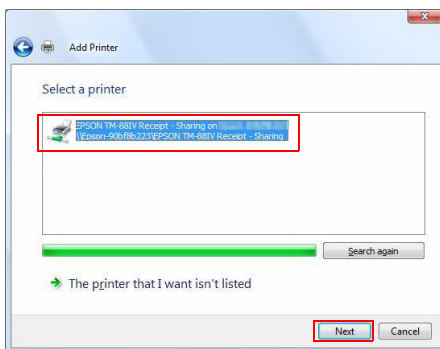 Add Printer
Select a printer
EPSON TM-88IV Receipt - Sharing on
\\Epson-90bf8b223\EPSON TM-88IV Receipt - Sharing
Search again
The printer that I want isn't listed
Next
Cancel